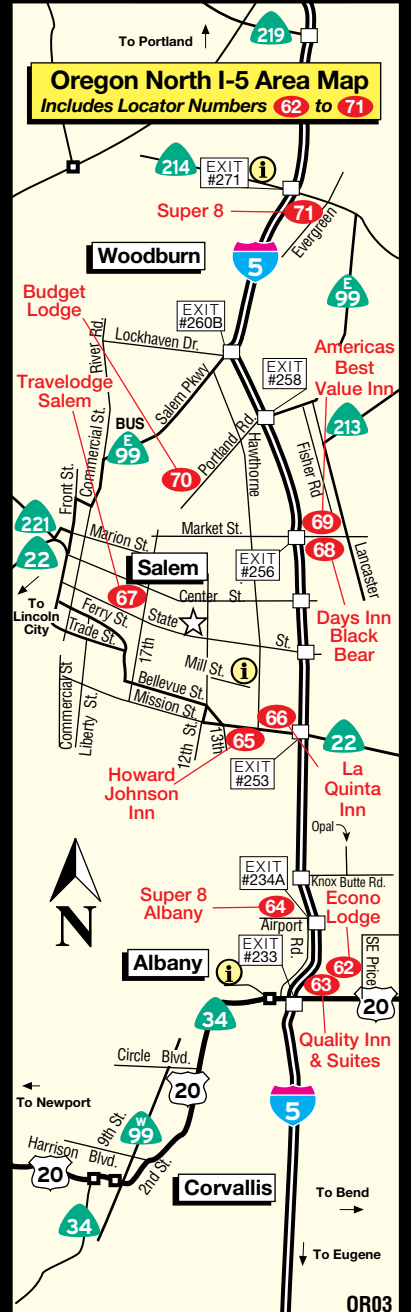 To Portland
219
Oregon North I-5 Area Map
Includes Locator Numbers 62 to 71
214
EXIT
#271
i
Super 8
71
Evergreen
Woodburn
5
E
99
Budget
Lodge
River Rd.
Lockhaven Dr.
EXIT
#260B
Americas
Best
Value Inn
Travelodge
Salem
Commercial St.
Salem Pkwy
EXIT
#258
BUS
E
99
Portland Rd.
Hawthorne
Fisher Rd
213
70
Front St.
221
22
Marion St.
Market St.
69
68
Lancaster
Salem
EXIT
#256
To
Lincoln
City
67
Center St.
Ferry St.
State St.
Days Inn
Black
Bear
Trade St.
17th
Mill St.
i
Commercial St
Liberty St.
Bellevue St.
Mission St.
12th St.
13th
66
65
22
EXIT
#253
Howard
Johnson
Inn
La
Quinta
Inn
Opal
N
EXIT
#234A
Knox Butte Rd.
Super 8
Albany
64
Airport Rd.
Econo
Lodge
SE Price
Albany
i
EXIT
#233
62
63
20
34
Quality Inn
& Suites
Circle Blvd.
20
To Newport
9th St.
W
99
5
Harrison Blvd.
2nd St.
20
Corvallis
34
To Bend
To Eugene
OR03